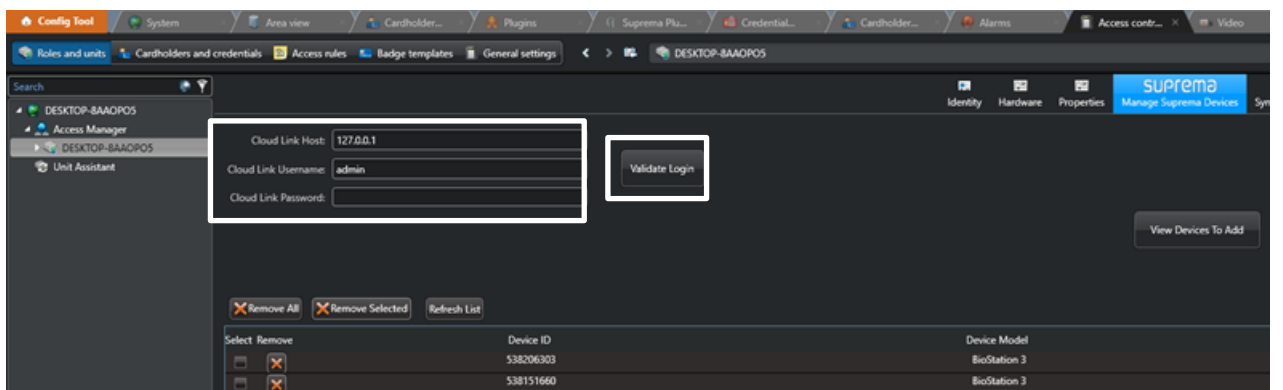 Config Tool System Area view Cardholder... Plugins Suprema Plu... Credential... Cardholder... Alarms Access contr... Video
Roles and units Cardholders and credentials Access rules Badge templates General settings DESKTOP-8AAOPO5
Search
Identity Hardware Properties suprema Manage Suprema Devices Syn
DESKTOP-8AAOPO5
Access Manager
DESKTOP-8AAOPO5
Unit Assistant
Cloud Link Host: 127.0.0.1
Cloud Link Username: admin
Cloud Link Password:
Validate Login
View Devices To Add
Remove All Remove Selected Refresh List
Select Remove Device ID Device Model
538206303 BioStation 3
538151660 BioStation 3